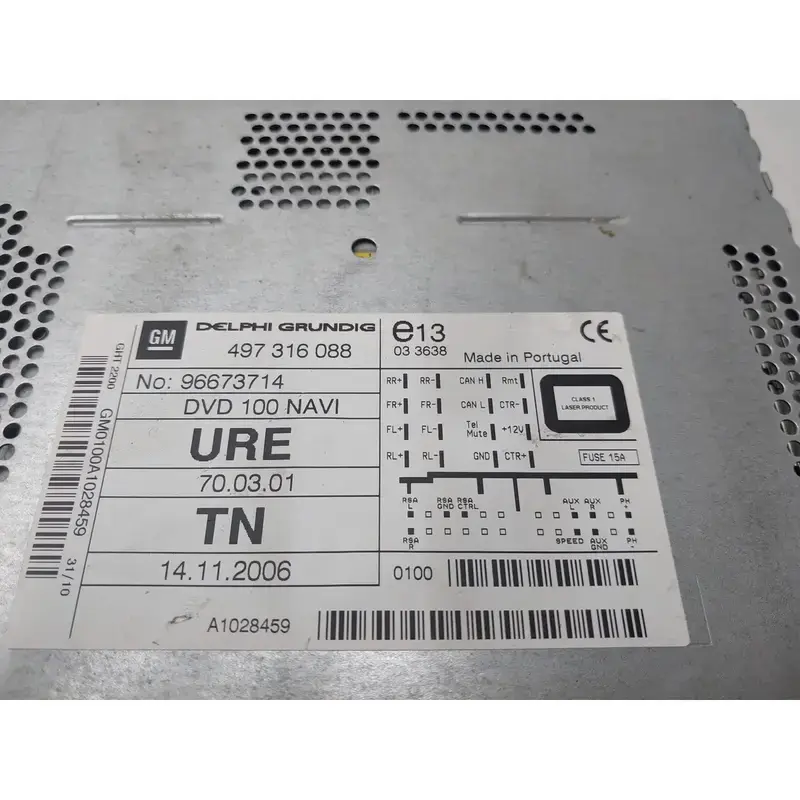 GM DELPHI GRUNDIG
497 316 088
No: 96673714
DVD 100 NAVI
URE
70.03.01
TN
14.11.2006
A1028459
GHT 2200
GM0100A1028459
31/10
e13
03 3638
Made in Portugal
CE
RR+ RR- CAN H Rmt
FR+ FR- CAN L CTR-
FL+ FL- Tel Mute +12V
RL+ RL- GND CTR+
CLASS 1
LASER PRODUCT
FUSE 15A
RSA L RSA GND RSA CTRL AUX L AUX R PH +
RSA R SPEED AUX GND PH -
0100